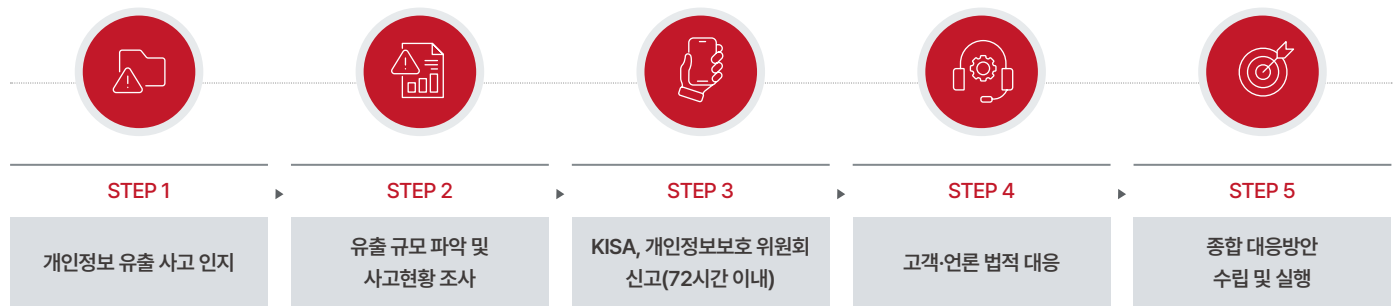 STEP 1
개인정보 유출 사고 인지
STEP 2
유출 규모 파악 및
사고현황 조사
STEP 3
KISA, 개인정보보호 위원회
신고(72시간 이내)
STEP 4
고객·언론 법적 대응
STEP 5
종합 대응방안
수립 및 실행